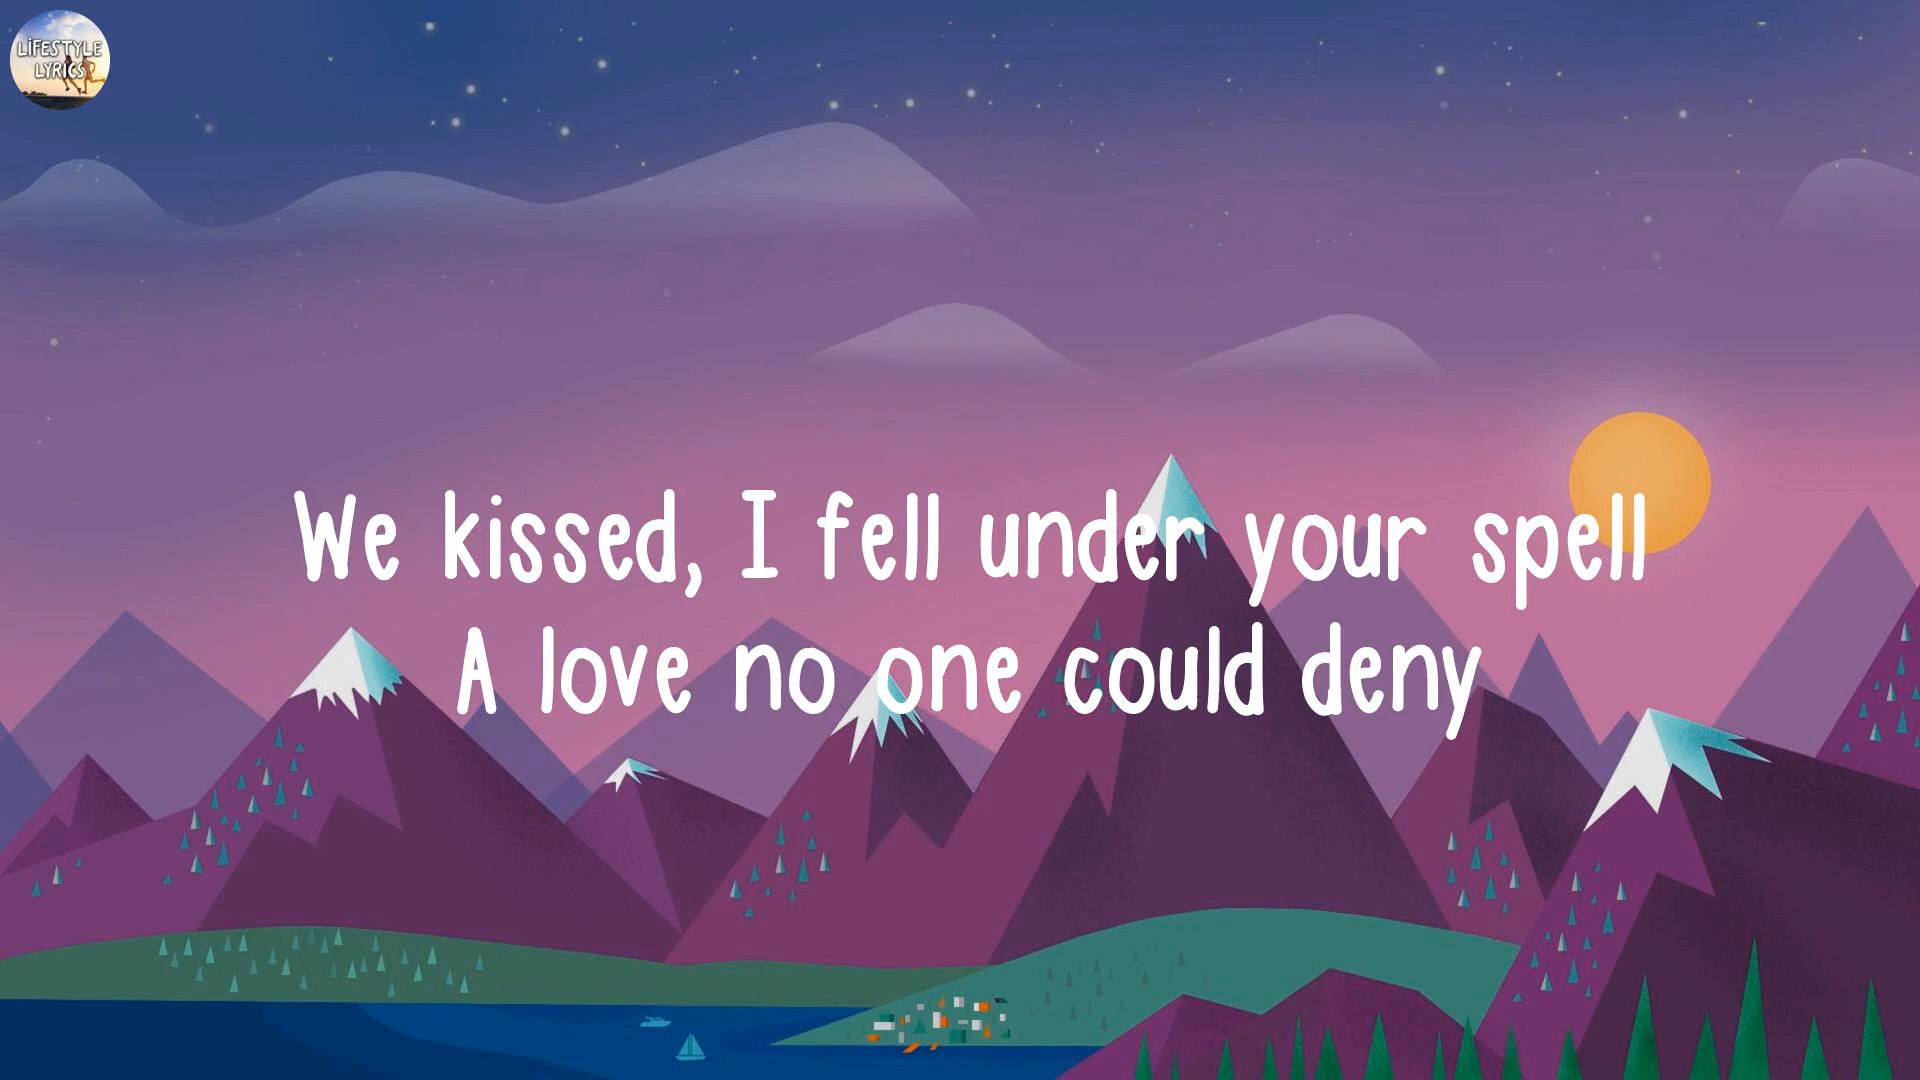 LiFESTYLE
LYRICS
We kissed, I fell under your spell
A love no one could deny